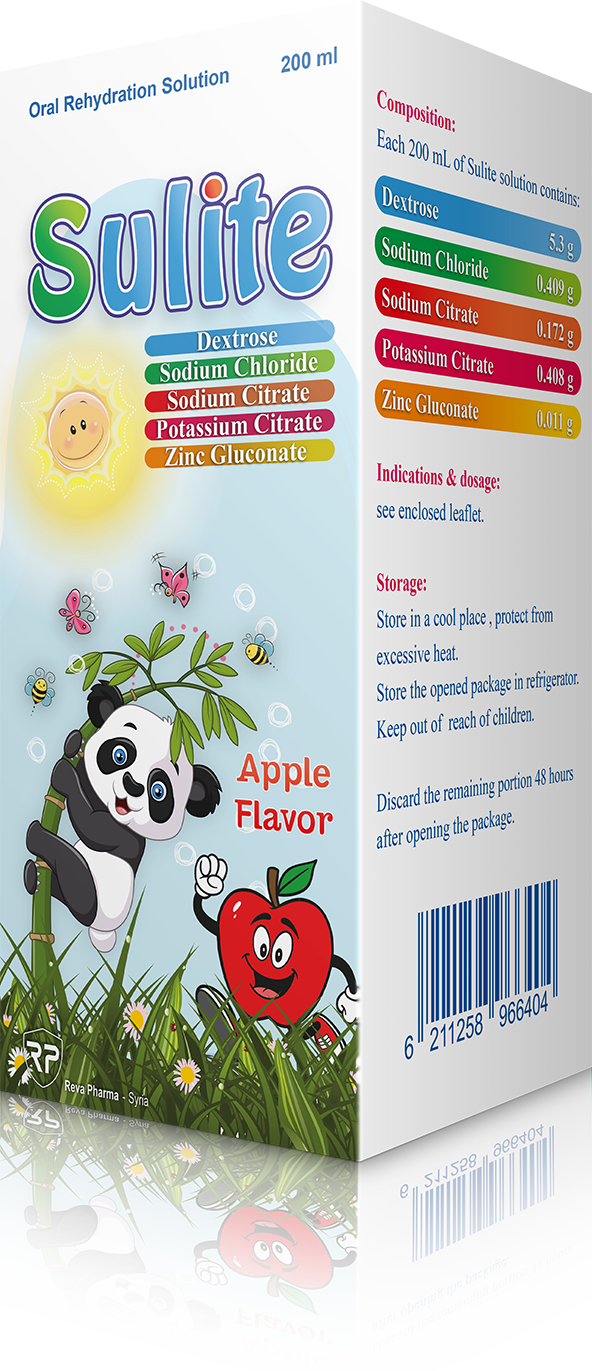 Oral Rehydration Solution
200 ml
Sulite
Dextrose
Sodium Chloride
Sodium Citrate
Potassium Citrate
Zinc Gluconate
Apple
Flavor
RP
Reva Pharma - Syria
Composition:
Each 200 mL of Sulite solution contains:
Dextrose 5.3 g
Sodium Chloride 0.409 g
Sodium Citrate 0.172 g
Potassium Citrate 0.408 g
Zinc Gluconate 0.011 g
Indications & dosage:
see enclosed leaflet.
Storage:
Store in a cool place , protect from
excessive heat.
Store the opened package in refrigerator.
Keep out of reach of children.
Discard the remaining portion 48 hours
after opening the package.
6 211258 966404